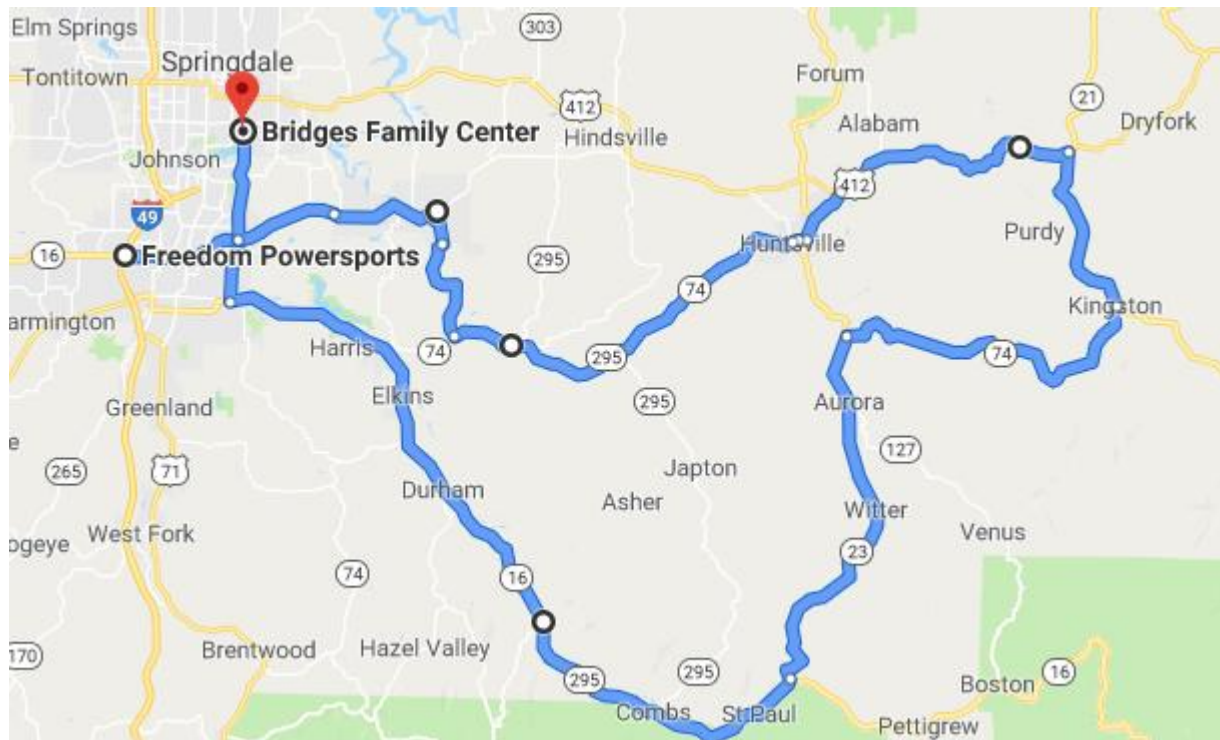 Elm Springs
303
Springdale
Tontitown
Forum
21
412
Alabam
Dryfork
Bridges Family Center
Hindsville
Johnson
412
49
Purdy
Huntsville
16
Freedom Powersports
295
74
Kingston
armington
Harris
74
295
74
Elkins
295
Aurora
Greenland
e
127
265
71
Japton
Durham
Asher
Witter
West Fork
ogeye
Venus
23
74
16
Brentwood
Hazel Valley
170
295
295
16
Boston
Combs
St Paul
Pettigrew